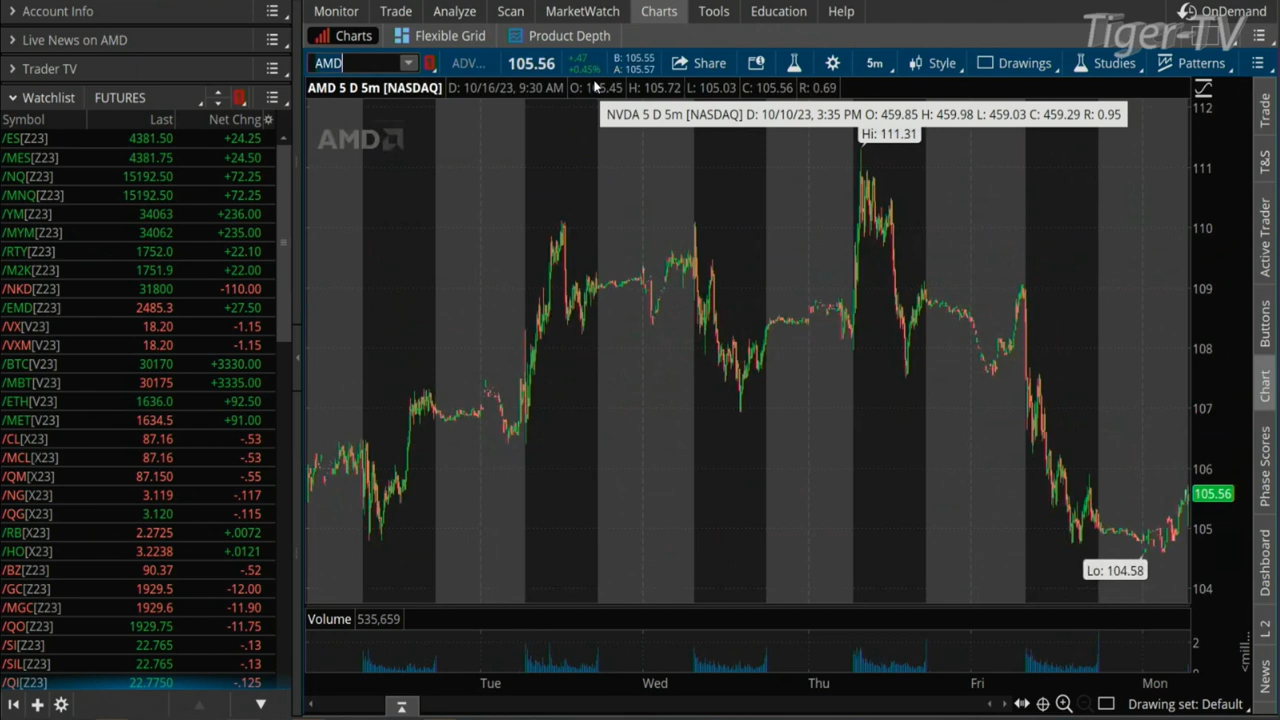 Account Info
Live News on AMD
Trader TV
Watchlist FUTURES
Symbol Last Net Chng
/ES[Z23] 4381.50 +24.25
/MES[Z23] 4381.75 +24.50
/NQ[Z23] 15192.50 +72.25
/MNQ[Z23] 15192.50 +72.25
/YM[Z23] 34063 +236.00
/MYM[Z23] 34062 +235.00
/RTY[Z23] 1752.0 +22.10
/M2K[Z23] 1751.9 +22.00
/NKD[Z23] 31800 -110.00
/EMD[Z23] 2485.3 +27.50
/VX[V23] 18.20 -1.15
/VXM[V23] 18.20 -1.15
/BTC[V23] 30170 +3330.00
/MBT[V23] 30175 +3335.00
/ETH[V23] 1636.0 +92.50
/MET[V23] 1634.5 +91.00
/CL[X23] 87.16 -.53
/MCL[X23] 87.16 -.53
/QM[X23] 87.150 -.55
/NG[X23] 3.119 -.117
/QG[X23] 3.120 -.115
/RB[X23] 2.2725 +.0072
/HO[X23] 3.2238 +.0121
/BZ[Z23] 90.37 -.52
/GC[Z23] 1929.5 -12.00
/MGC[Z23] 1929.6 -11.90
/QO[Z23] 1929.75 -11.75
/SI[Z23] 22.765 -.13
/SIL[Z23] 22.765 -.13
/QI[Z23] 22.7750 -.125
Monitor Trade Analyze Scan MarketWatch Charts Tools Education Help
OnDemand
Tiger-TV
Charts Flexible Grid Product Depth
AMD ADV... 105.56 +.47 +0.45% B: 105.55 A: 105.57 Share 5m Style Drawings Studies Patterns
AMD 5 D 5m [NASDAQ] D: 10/16/23, 9:30 AM O: 105.45 H: 105.72 L: 105.03 C: 105.56 R: 0.69
NVDA 5 D 5m [NASDAQ] D: 10/10/23, 3:35 PM O: 459.85 H: 459.98 L: 459.03 C: 459.29 R: 0.95
AMD
Hi: 111.31
112
111
110
109
108
107
106
105.56
105
Lo: 104.58
104
Volume 535,659
2
0
<mill...
Tue Wed Thu Fri Mon
Drawing set: Default
Trade
T&S
Active Trader
Buttons
Chart
Phase Scores
Dashboard
L 2
News